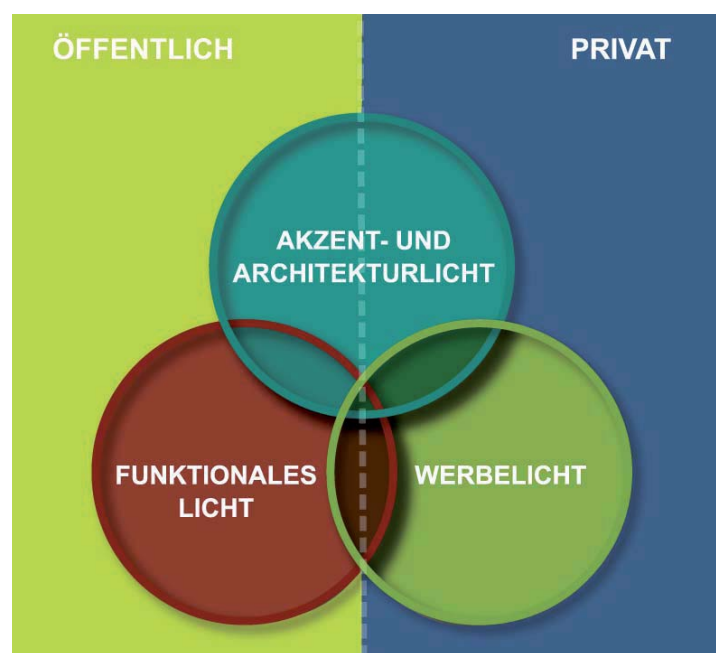 ÖFFENTLICH
PRIVAT
AKZENT- UND
ARCHITEKTURLICHT
FUNKTIONALES
LICHT
WERBELICHT